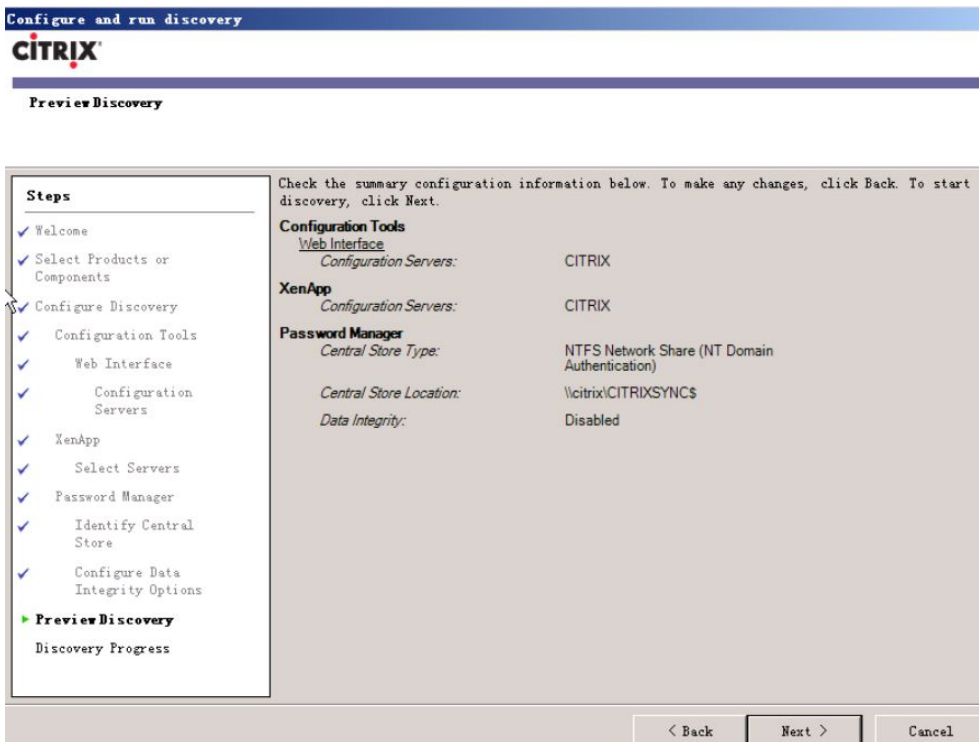 Configure and run discovery
CITRIX
Preview Discovery
Steps
Welcome
Select Products or
Components
Configure Discovery
Configuration Tools
Web Interface
Configuration
Servers
XenApp
Select Servers
Password Manager
Identify Central
Store
Configure Data
Integrity Options
Preview Discovery
Discovery Progress
Check the summary configuration information below. To make any changes, click Back. To start
discovery, click Next.
Configuration Tools
Web Interface
Configuration Servers: CITRIX
XenApp
Configuration Servers: CITRIX
Password Manager
Central Store Type: NTFS Network Share (NT Domain
Authentication)
Central Store Location: \\citrix\CITRIXSYNC$
Data Integrity: Disabled
< Back Next > Cancel